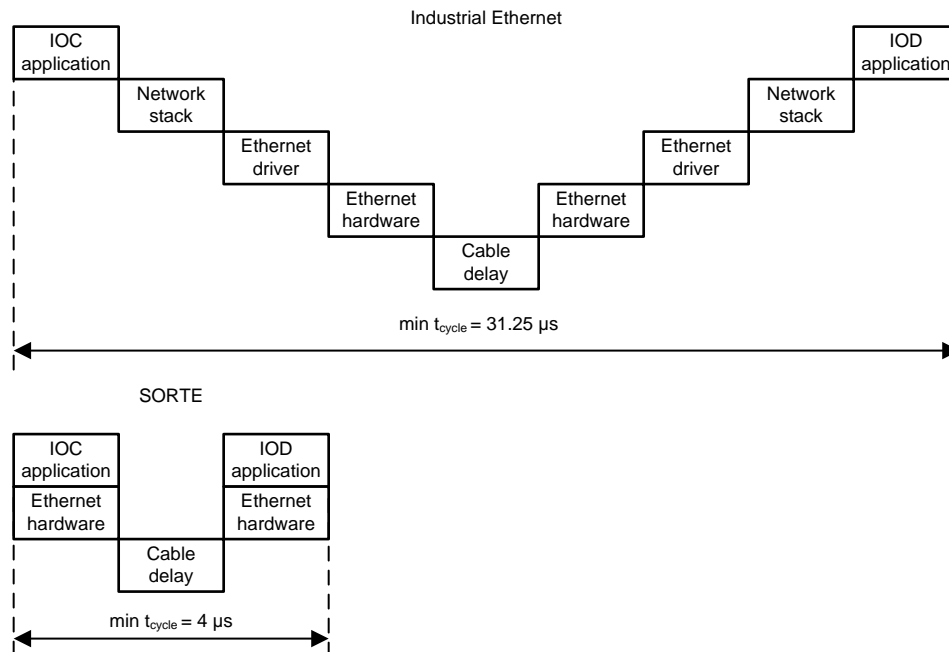 Industrial Ethernet
IOC
application
IOD
application
Network
stack
Network
stack
Ethernet
driver
Ethernet
driver
Ethernet
hardware
Ethernet
hardware
Cable
delay
min tcycle = 31.25 µs
SORTE
IOC
application
IOD
application
Ethernet
hardware
Ethernet
hardware
Cable
delay
min tcycle = 4 µs